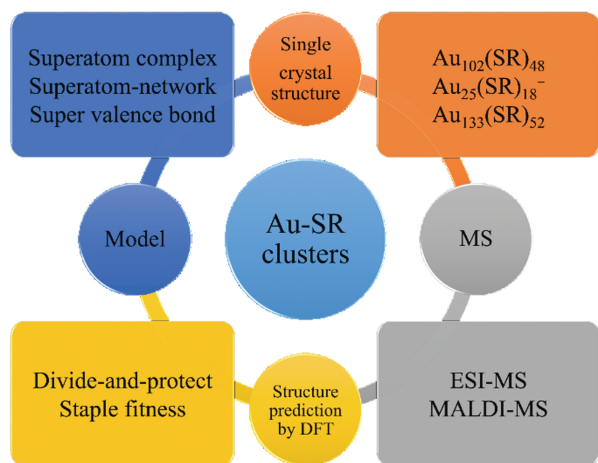 Superatom complex
Superatom-network
Super valence bond
Single
crystal
structure
Au₁₀₂(SR)₄₈
Au₂₅(SR)₁₈⁻
Au₁₃₃(SR)₅₂
Model
Au-SR
clusters
MS
Divide-and-protect
Staple fitness
Structure
prediction
by DFT
ESI-MS
MALDI-MS